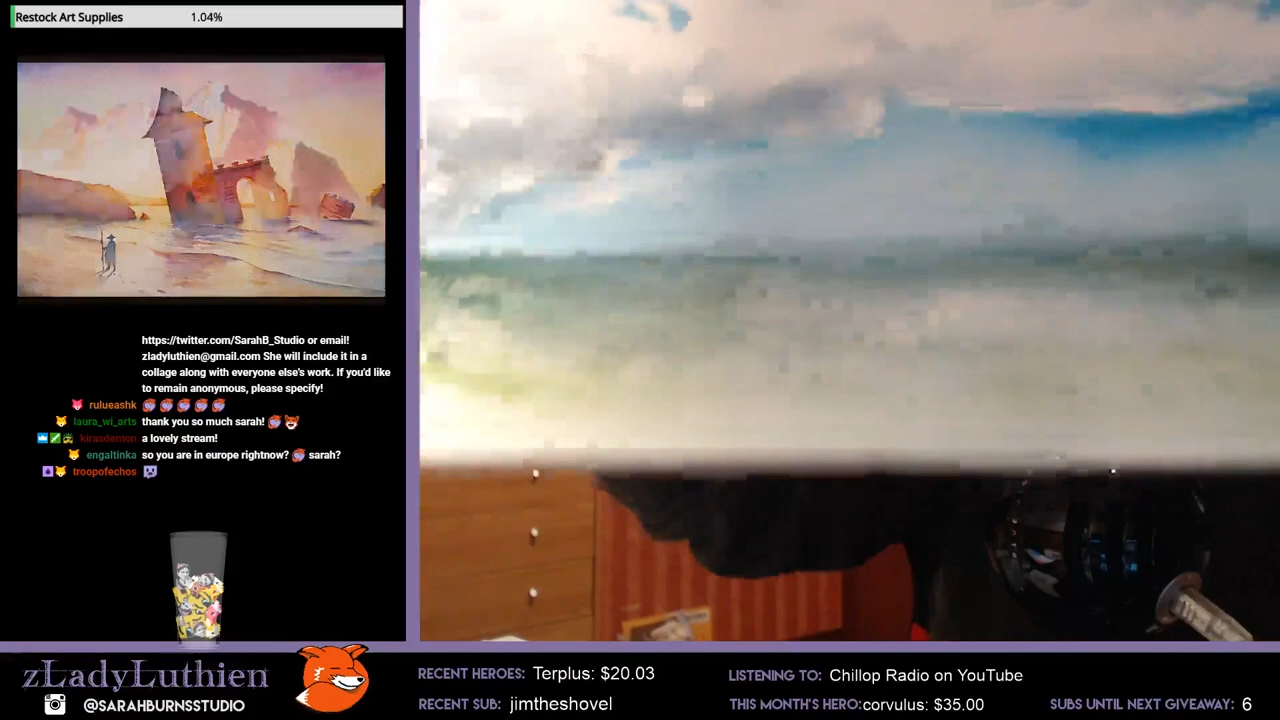 Restock Art Supplies 1.04%
https://twitter.com/SarahB_Studio or email!
zladyluthien@gmail.com She will include it in a
collage along with everyone else's work. If you'd like
to remain anonymous, please specify!
rulueashk
laura_wi_arts thank you so much sarah!
kirasdemon a lovely stream!
engaltinka so you are in europe rightnow? sarah?
troopofechos
zLadyLuthien
@SARAHBURNSSTUDIO
RECENT HEROES: Terplus: $20.03
RECENT SUB: jimtheshovel
LISTENING TO: Chillop Radio on YouTube
THIS MONTH'S HERO: corvulus: $35.00
SUBS UNTIL NEXT GIVEAWAY: 6